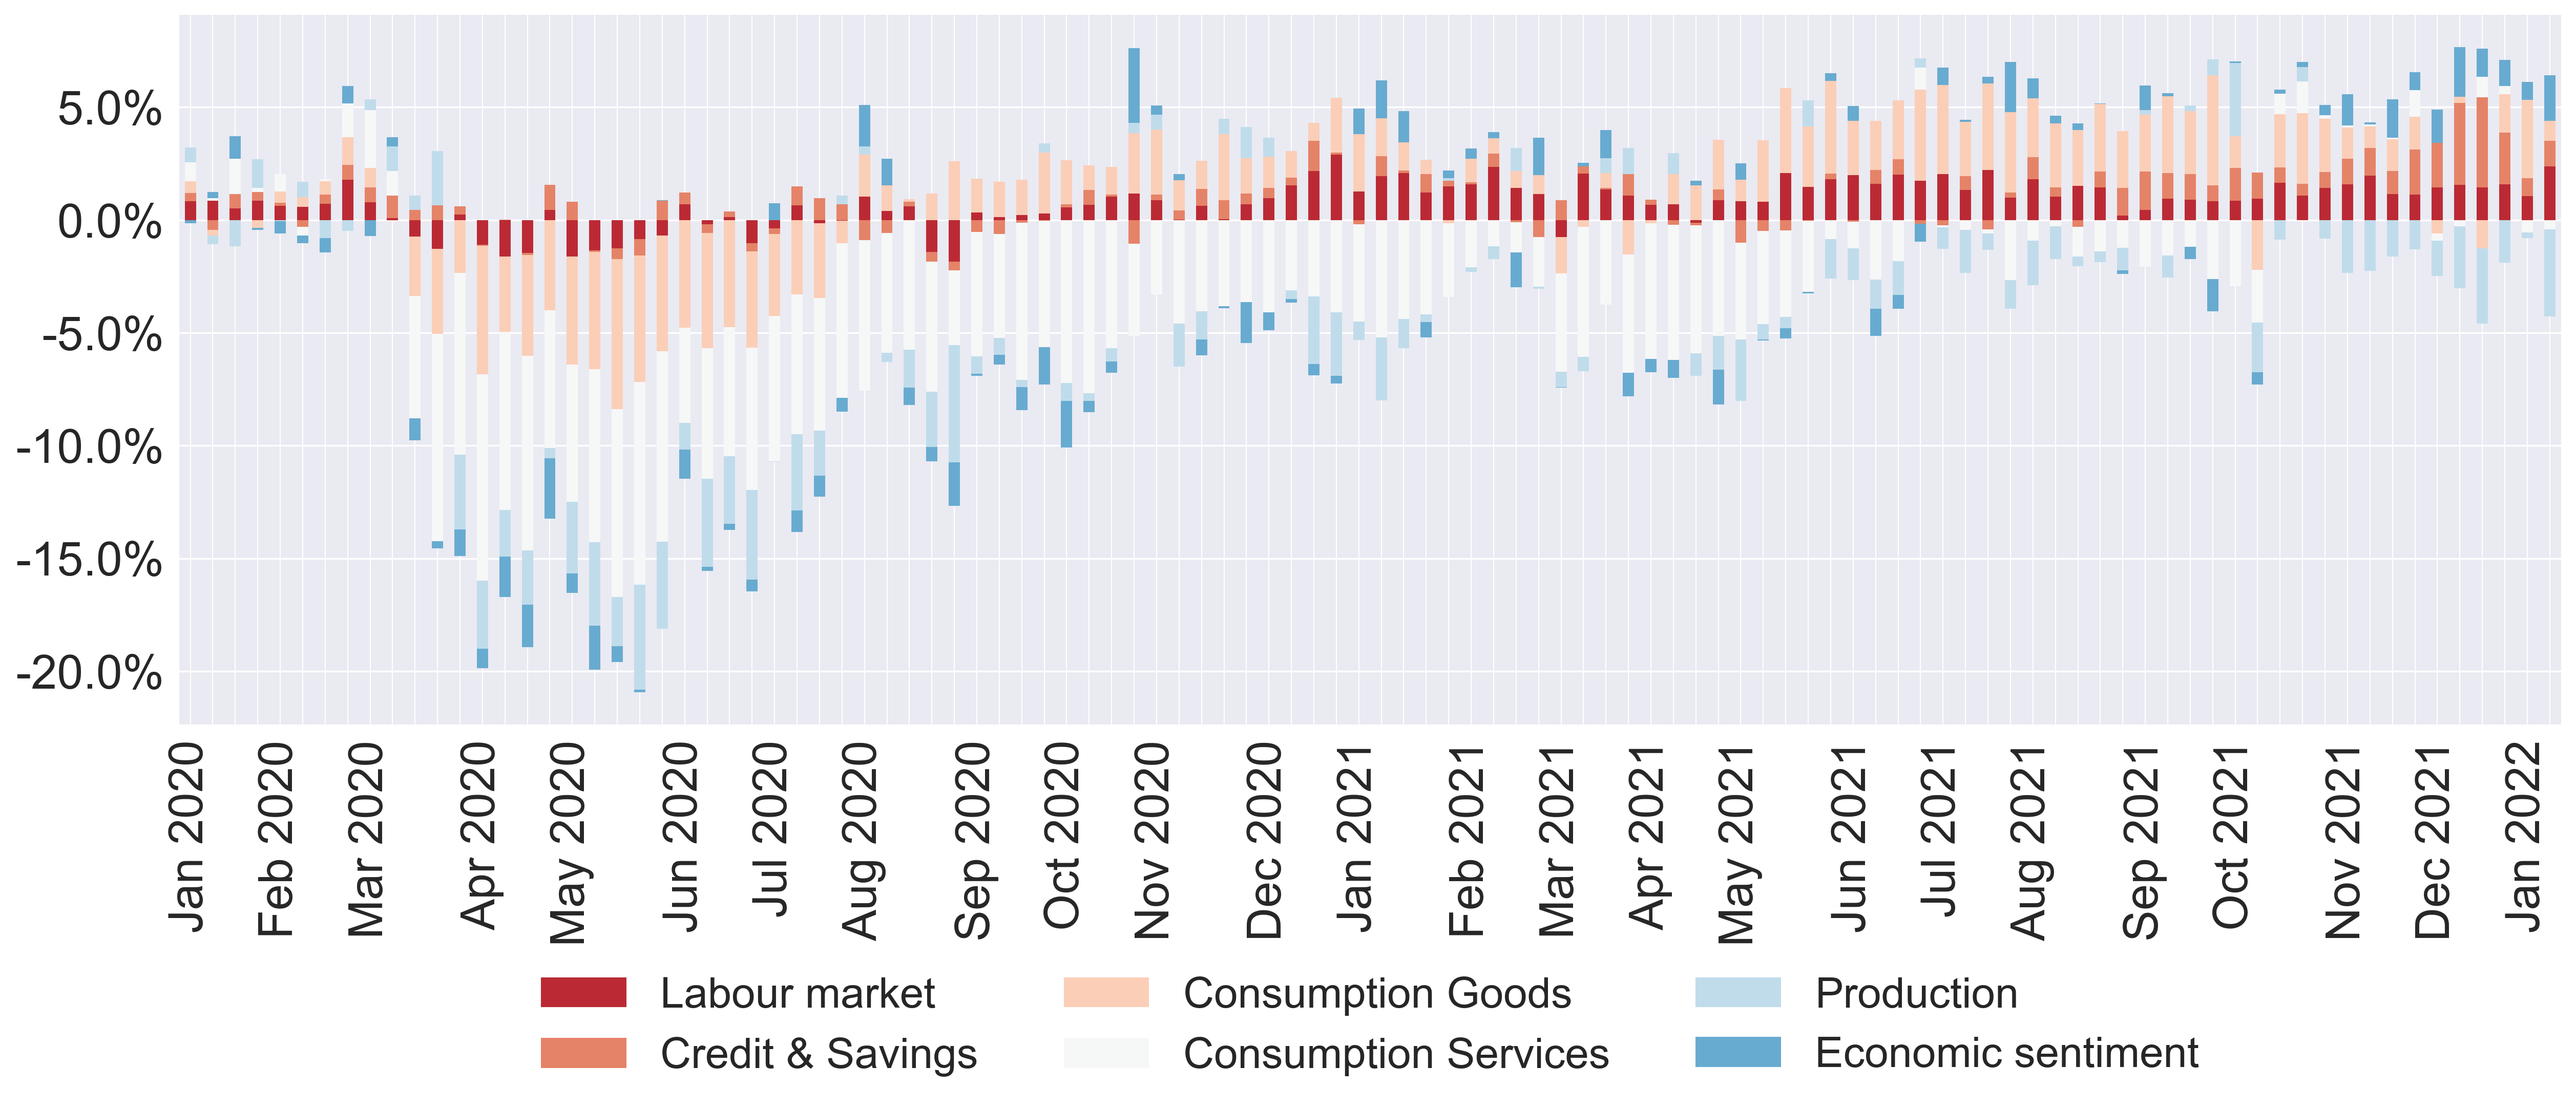 5.0%
0.0%
-5.0%
-10.0%
-15.0%
-20.0%
Jan 2020
Feb 2020
Mar 2020
Apr 2020
May 2020
Jun 2020
Jul 2020
Aug 2020
Sep 2020
Oct 2020
Nov 2020
Dec 2020
Jan 2021
Feb 2021
Mar 2021
Apr 2021
May 2021
Jun 2021
Jul 2021
Aug 2021
Sep 2021
Oct 2021
Nov 2021
Dec 2021
Jan 2022
Labour market
Consumption Goods
Production
Credit & Savings
Consumption Services
Economic sentiment